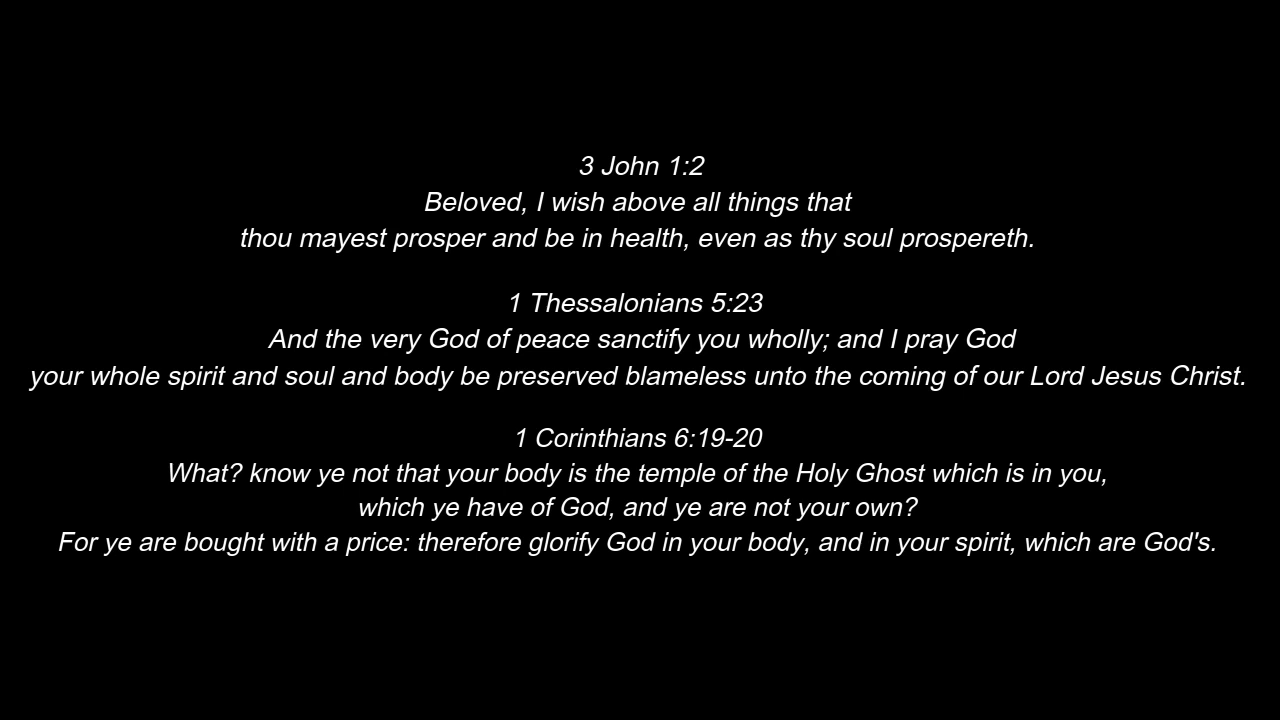 3 John 1:2
Beloved, I wish above all things that
thou mayest prosper and be in health, even as thy soul prospereth.
1 Thessalonians 5:23
And the very God of peace sanctify you wholly; and I pray God
your whole spirit and soul and body be preserved blameless unto the coming of our Lord Jesus Christ.
1 Corinthians 6:19-20
What? know ye not that your body is the temple of the Holy Ghost which is in you,
which ye have of God, and ye are not your own?
For ye are bought with a price: therefore glorify God in your body, and in your spirit, which are God's.